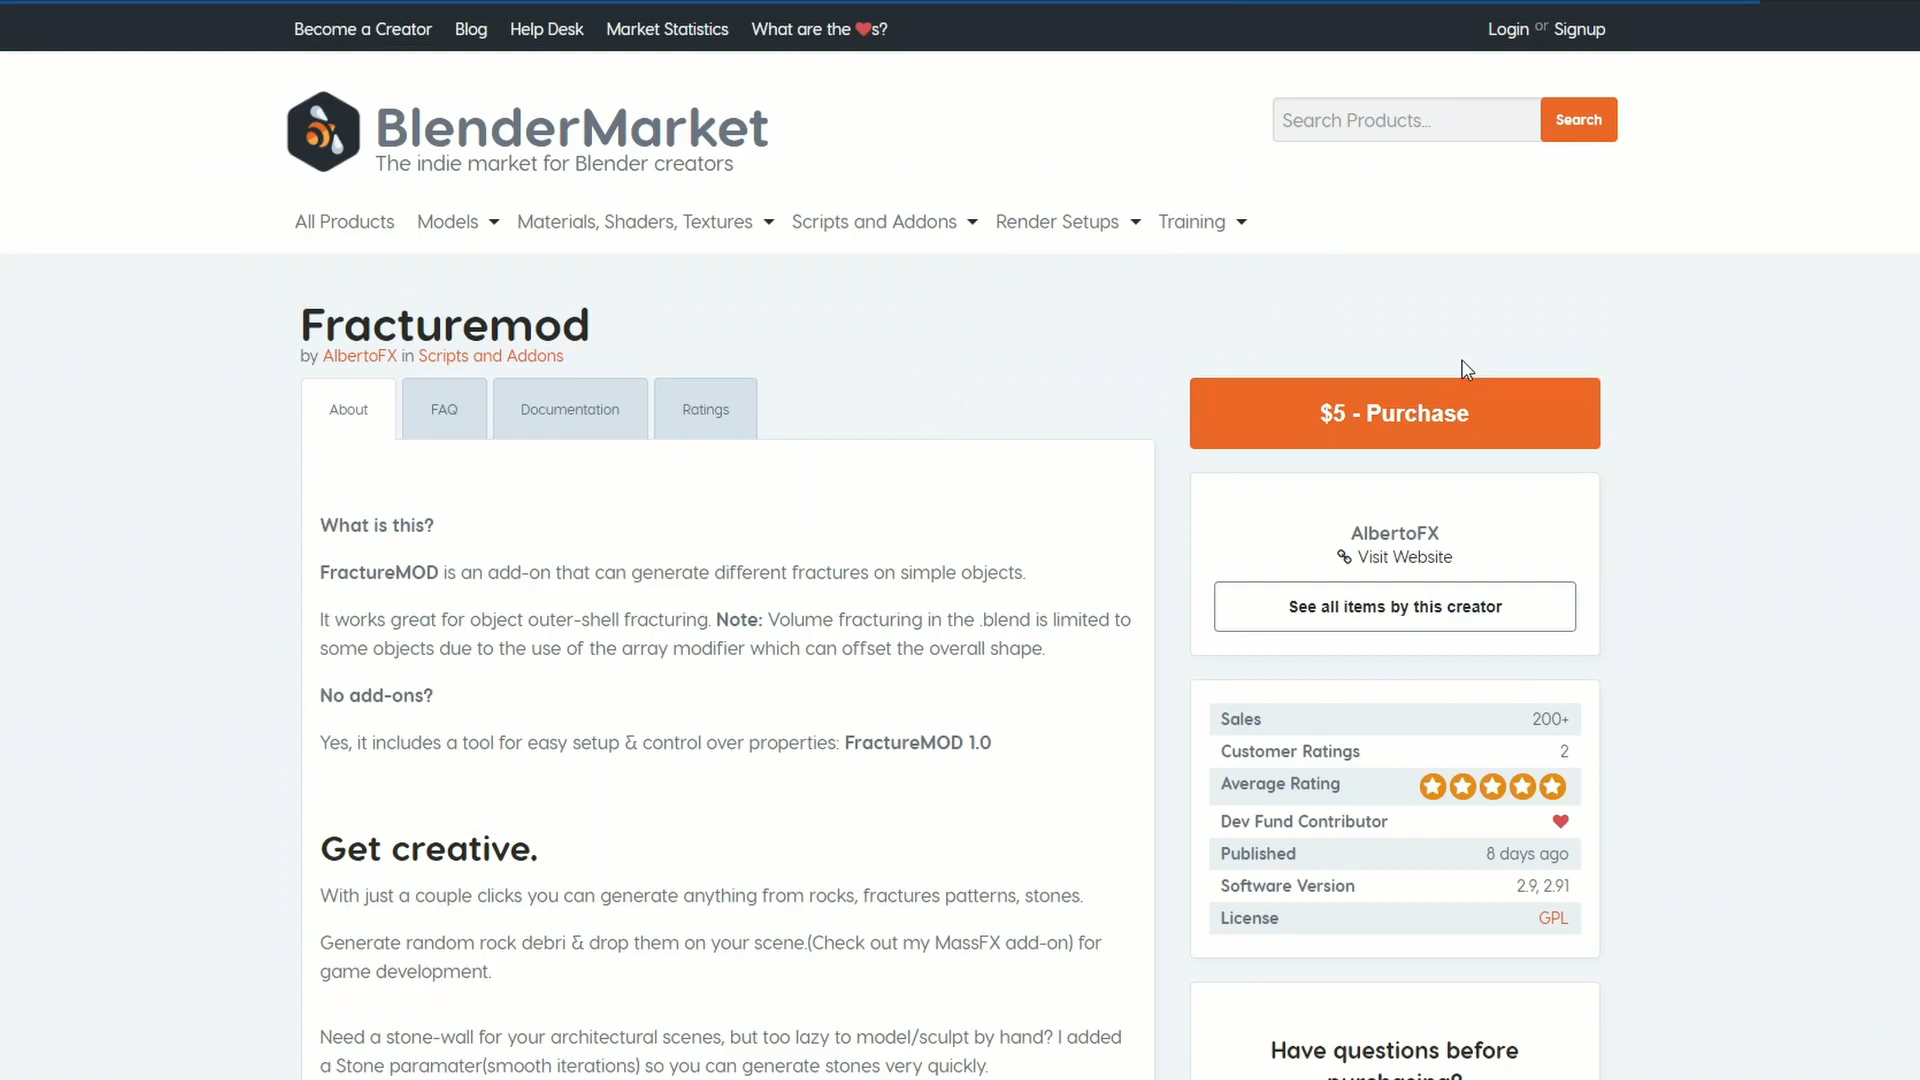 Become a Creator Blog Help Desk Market Statistics What are the ❤s? Login or Signup
BlenderMarket
The indie market for Blender creators
Search Products... Search
All Products Models Materials, Shaders, Textures Scripts and Addons Render Setups Training
Fracturemod
by AlbertoFX in Scripts and Addons
About FAQ Documentation Ratings
What is this?
FractureMOD is an add-on that can generate different fractures on simple objects.
It works great for object outer-shell fracturing. Note: Volume fracturing in the .blend is limited to
some objects due to the use of the array modifier which can offset the overall shape.
No add-ons?
Yes, it includes a tool for easy setup & control over properties: FractureMOD 1.0
Get creative.
With just a couple clicks you can generate anything from rocks, fractures patterns, stones.
Generate random rock debri & drop them on your scene.(Check out my MassFX add-on) for
game development.
Need a stone-wall for your architectural scenes, but too lazy to model/sculpt by hand? I added
a Stone paramater(smooth iterations) so you can generate stones very quickly.
$5 - Purchase
AlbertoFX
Visit Website
See all items by this creator
Sales 200+
Customer Ratings 2
Average Rating
Dev Fund Contributor ❤
Published 8 days ago
Software Version 2.9, 2.91
License GPL
Have questions before
purchasing?